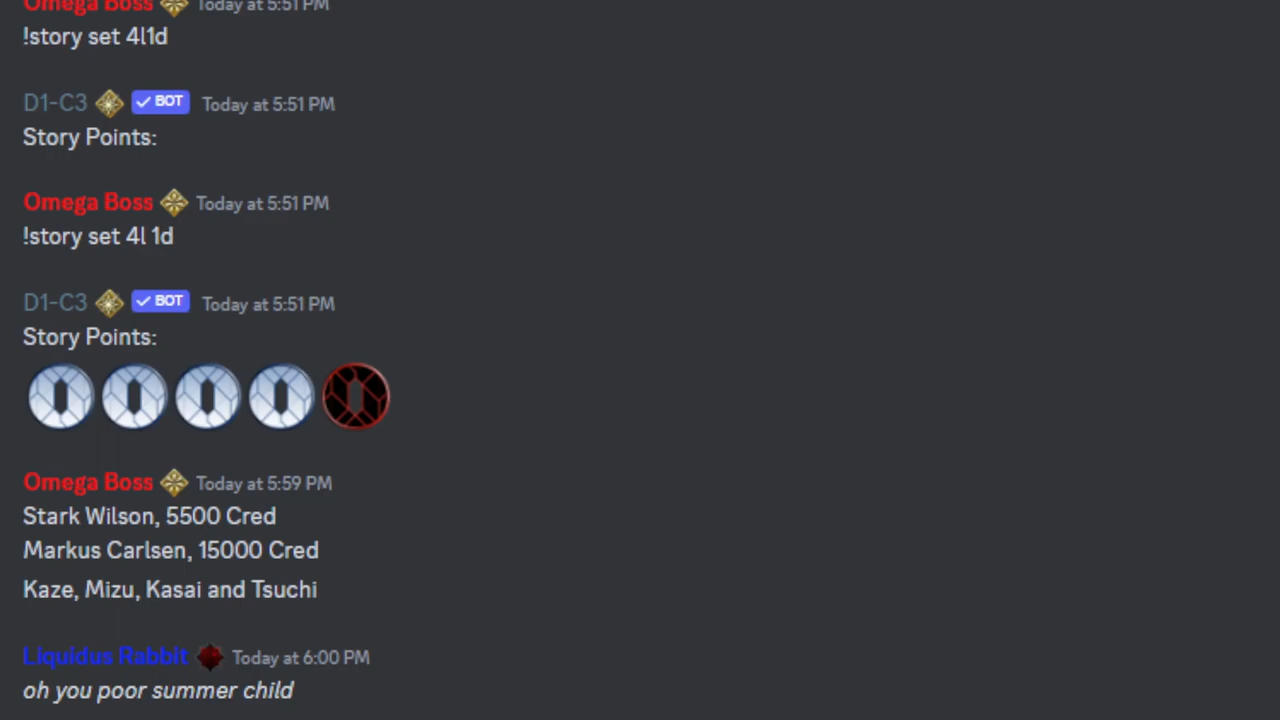 Omega Boss Today at 5:51 PM
!story set 4l1d
D1-C3 BOT Today at 5:51 PM
Story Points:
Omega Boss Today at 5:51 PM
!story set 4l 1d
D1-C3 BOT Today at 5:51 PM
Story Points:
Omega Boss Today at 5:59 PM
Stark Wilson, 5500 Cred
Markus Carlsen, 15000 Cred
Kaze, Mizu, Kasai and Tsuchi
Liquidus Rabbit Today at 6:00 PM
oh you poor summer child